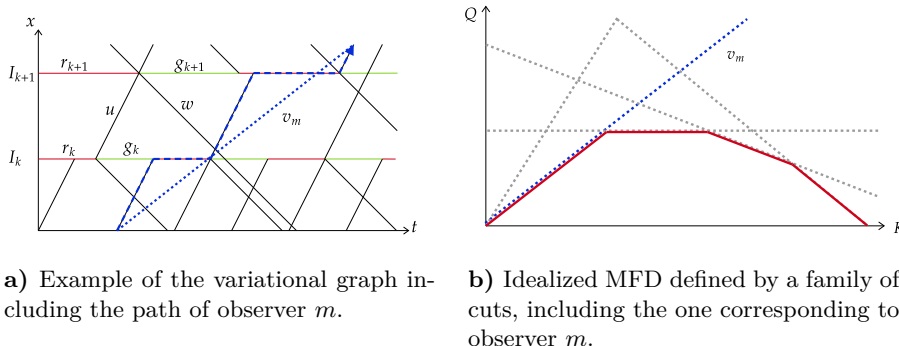 x
I_{k+1}
r_{k+1}
g_{k+1}
u
w
v_m
I_k
r_k
g_k
t
Q
v_m
K
a) Example of the variational graph in-
cluding the path of observer m.
b) Idealized MFD defined by a family of
cuts, including the one corresponding to
observer m.